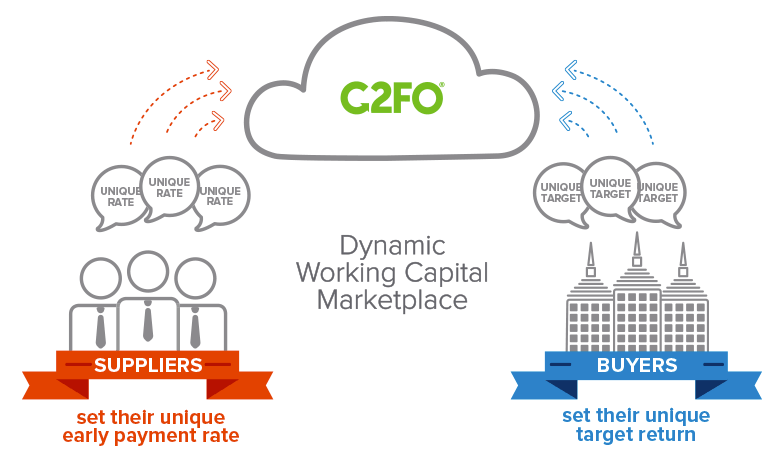 C2FO®
UNIQUE
RATE
UNIQUE
RATE
UNIQUE
RATE
UNIQUE
TARGET
UNIQUE
TARGET
UNIQUE
TARGET
Dynamic
Working Capital
Marketplace
SUPPLIERS
set their unique
early payment rate
BUYERS
set their unique
target return